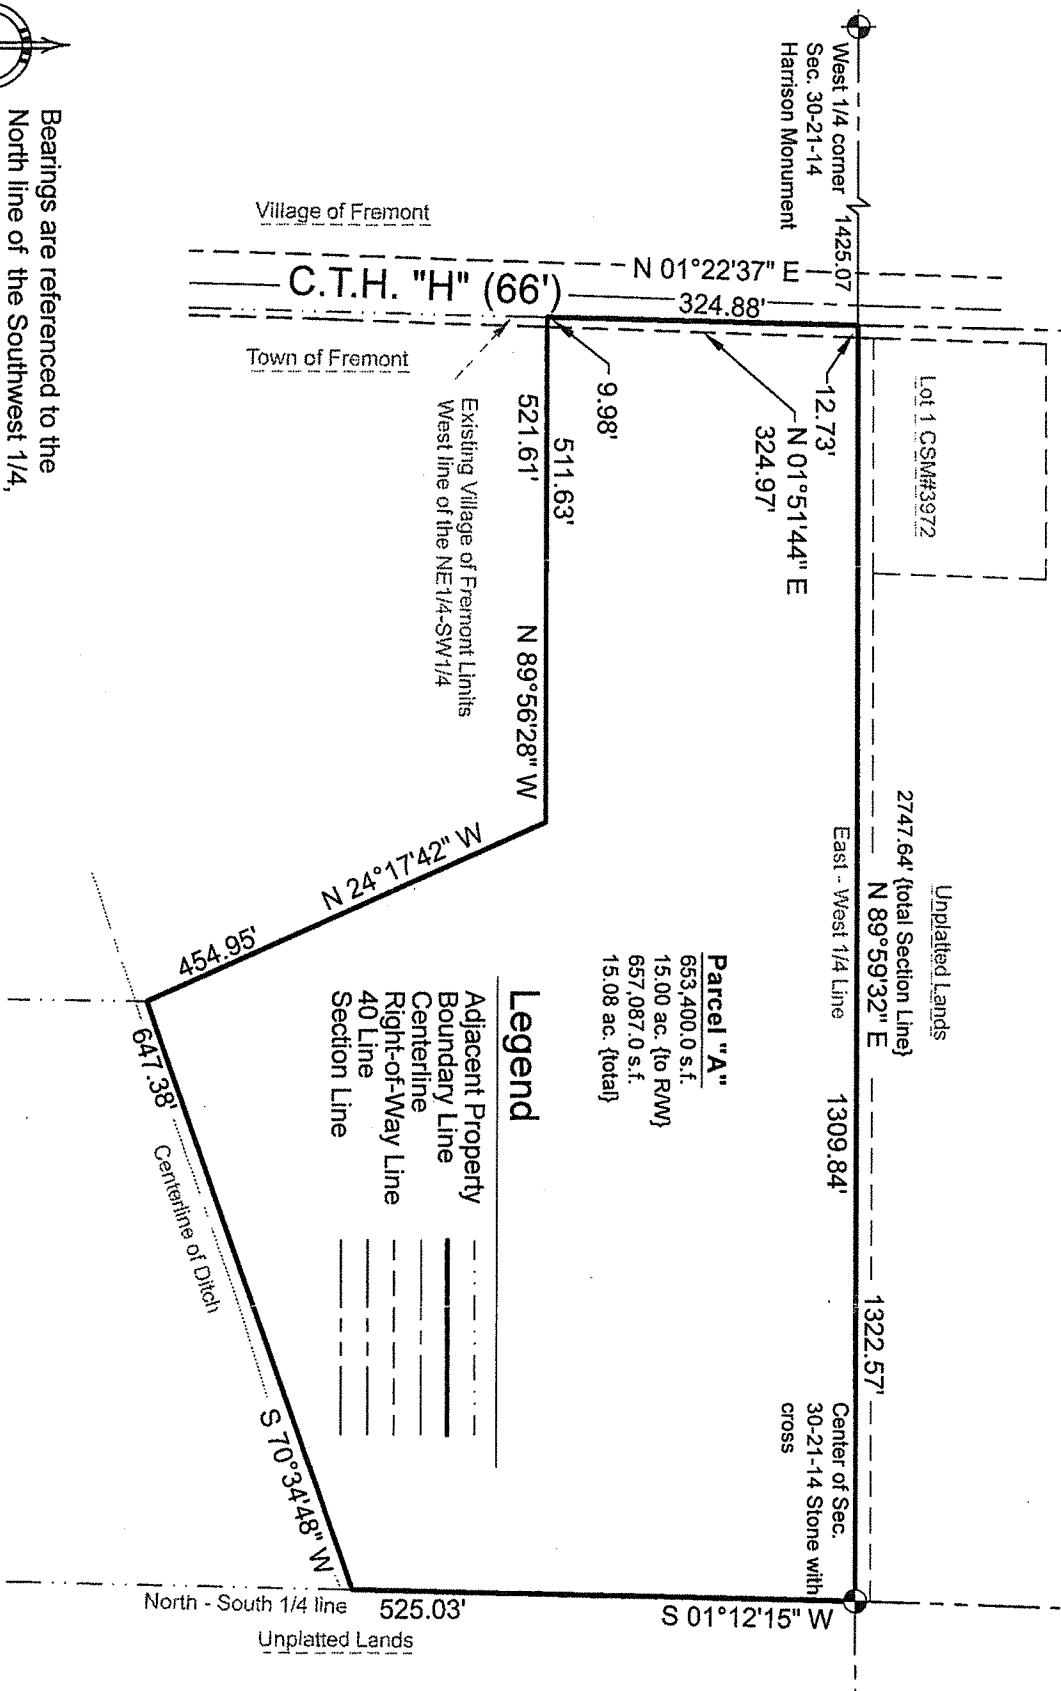 West 1/4 corner
Sec. 30-21-14
Harrison Monument
1425.07
N 89°59'32" E
2747.64' {total Section Line}
Unplatted Lands
East - West 1/4 Line
1309.84'
1322.57'
Center of Sec.
30-21-14 Stone with
cross
Lot 1 CSM#3972
Village of Fremont
C.T.H. "H" (66')
N 01°22'37" E
324.88'
Town of Fremont
12.73'
N 01°51'44" E
324.97'
9.98'
511.63'
521.61'
N 89°56'28" W
Existing Village of Fremont Limits
West line of the NE1/4-SW1/4
N 24°17'42" W
454.95'
Parcel "A"
653,400.0 s.f.
15.00 ac. {to R/W}
657,087.0 s.f.
15.08 ac. {total}
Legend
Adjacent Property
Boundary Line
Centerline
Right-of-Way Line
40 Line
Section Line
647.38'
Centerline of Ditch
S 70°34'48" W
North - South 1/4 line
525.03'
S 01°12'15" W
Unplatted Lands
Bearings are referenced to the
North line of the Southwest 1/4,